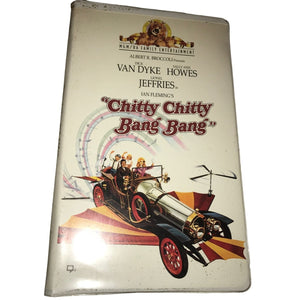 MGM/UA FAMILY ENTERTAINMENT
ALBERT R. BROCCOLI Presents
DICK VAN DYKE SALLY ANN HOWES
LIONEL JEFFRIES in
IAN FLEMING'S
"Chitty Chitty
Bang Bang"